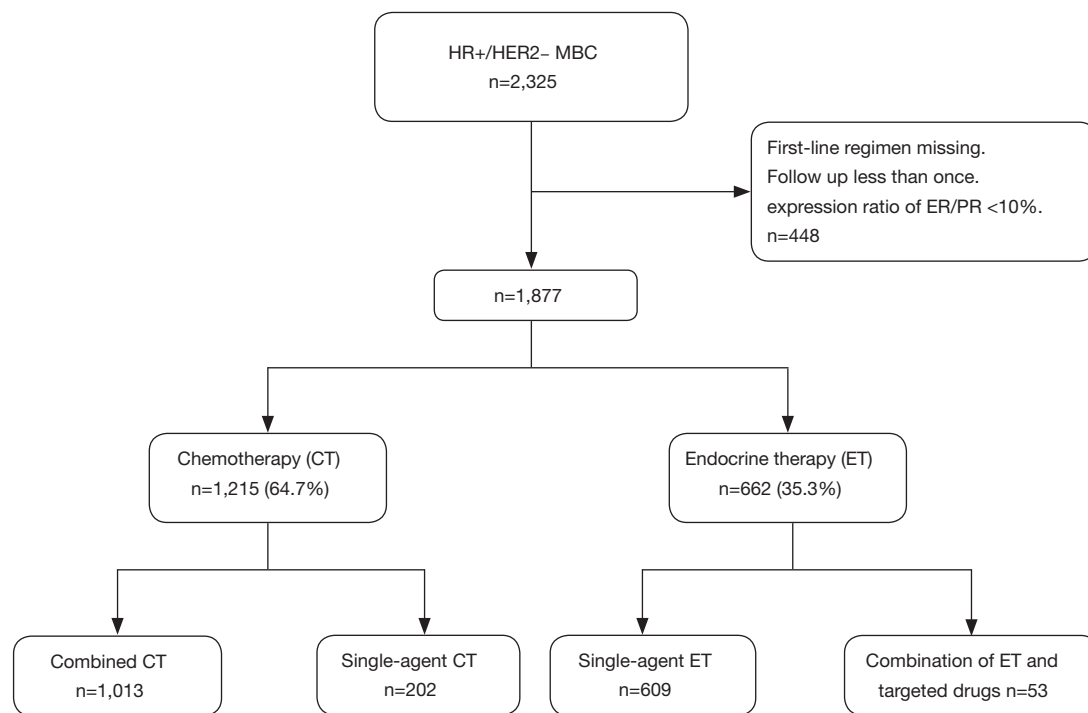 HR+/HER2– MBC
n=2,325
First-line regimen missing.
Follow up less than once.
expression ratio of ER/PR <10%.
n=448
n=1,877
Chemotherapy (CT)
n=1,215 (64.7%)
Endocrine therapy (ET)
n=662 (35.3%)
Combined CT
n=1,013
Single-agent CT
n=202
Single-agent ET
n=609
Combination of ET and
targeted drugs n=53